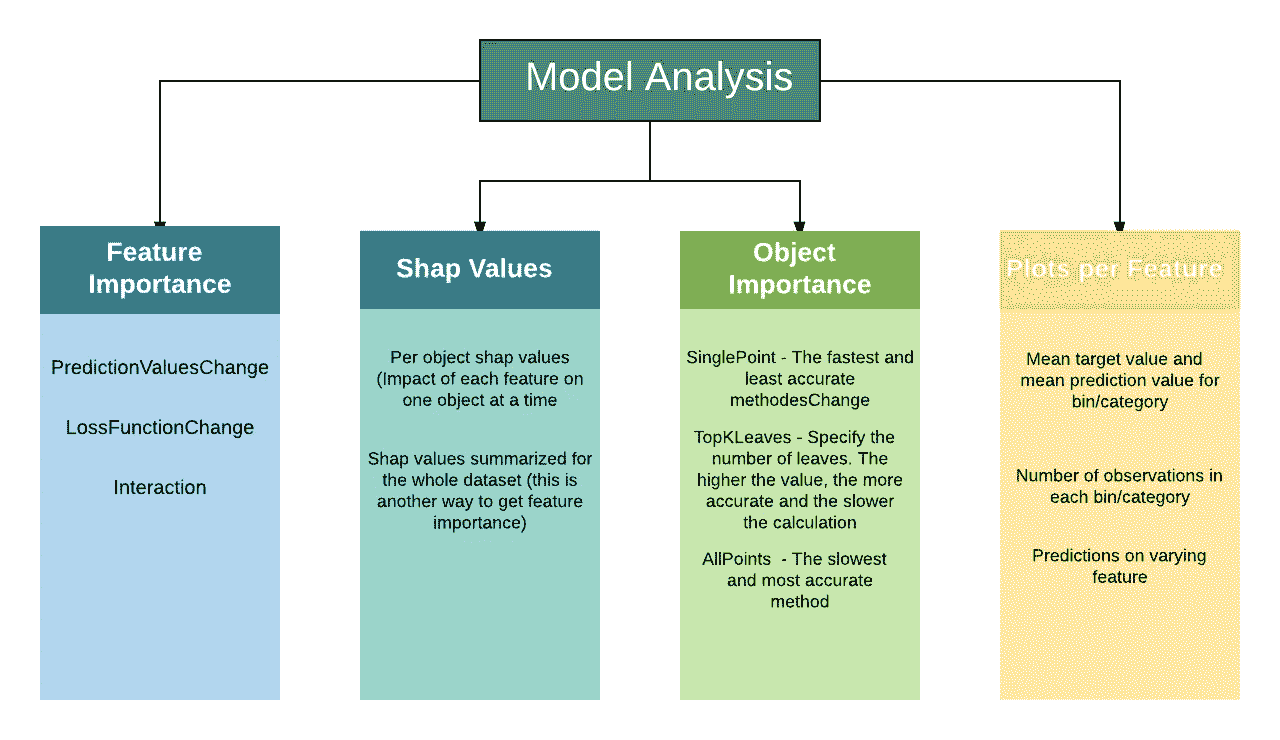 Model Analysis
Feature
Importance
PredictionValuesChange
LossFunctionChange
Interaction
Shap Values
Per object shap values
(Impact of each feature on
one object at a time
Shap values summarized for
the whole dataset (this is
another way to get feature
importance)
Object
Importance
SinglePoint - The fastest and
least accurate
methodesChange
TopKLeaves - Specify the
number of leaves. The
higher the value, the more
accurate and the slower
the calculation
AllPoints - The slowest
and most accurate
method
Plots per Feature
Mean target value and
mean prediction value for
bin/category
Number of observations in
each bin/category
Predictions on varying
feature